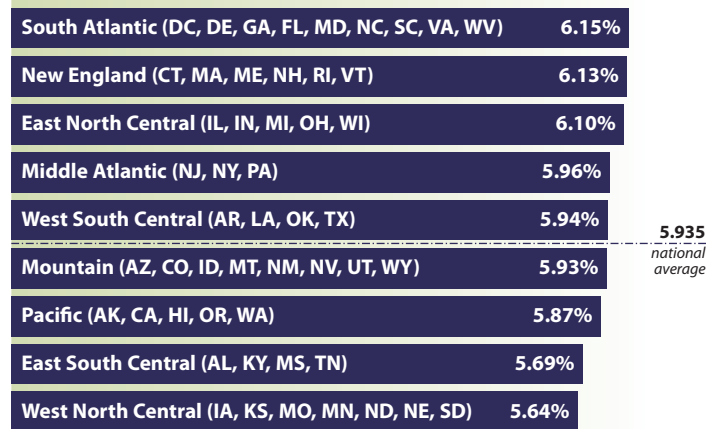 South Atlantic (DC, DE, GA, FL, MD, NC, SC, VA, WV) 6.15%
New England (CT, MA, ME, NH, RI, VT) 6.13%
East North Central (IL, IN, MI, OH, WI) 6.10%
Middle Atlantic (NJ, NY, PA) 5.96%
West South Central (AR, LA, OK, TX) 5.94%
5.935
national
average
Mountain (AZ, CO, ID, MT, NM, NV, UT, WY) 5.93%
Pacific (AK, CA, HI, OR, WA) 5.87%
East South Central (AL, KY, MS, TN) 5.69%
West North Central (IA, KS, MO, MN, ND, NE, SD) 5.64%